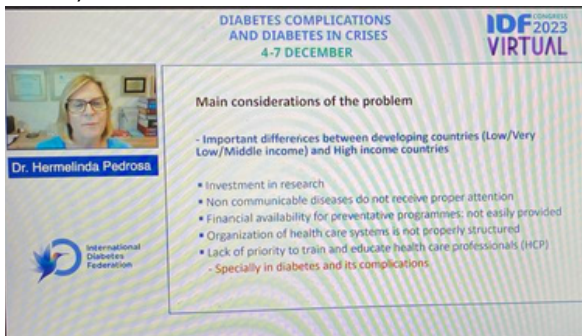 DIABETES COMPLICATIONS
AND DIABETES IN CRISES
4-7 DECEMBER
IDF CONGRESS
2023
VIRTUAL
Main considerations of the problem
- Important differences between developing countries (Low/Very
Low/Middle income) and High income countries
Dr. Hermelinda Pedrosa
▪ Investment in research
▪ Non communicable diseases do not receive proper attention
▪ Financial availability for preventative programmes: not easily provided
▪ Organization of health care systems is not properly structured
▪ Lack of priority to train and educate health care professionals (HCP)
- Specially in diabetes and its complications
International
Diabetes
Federation